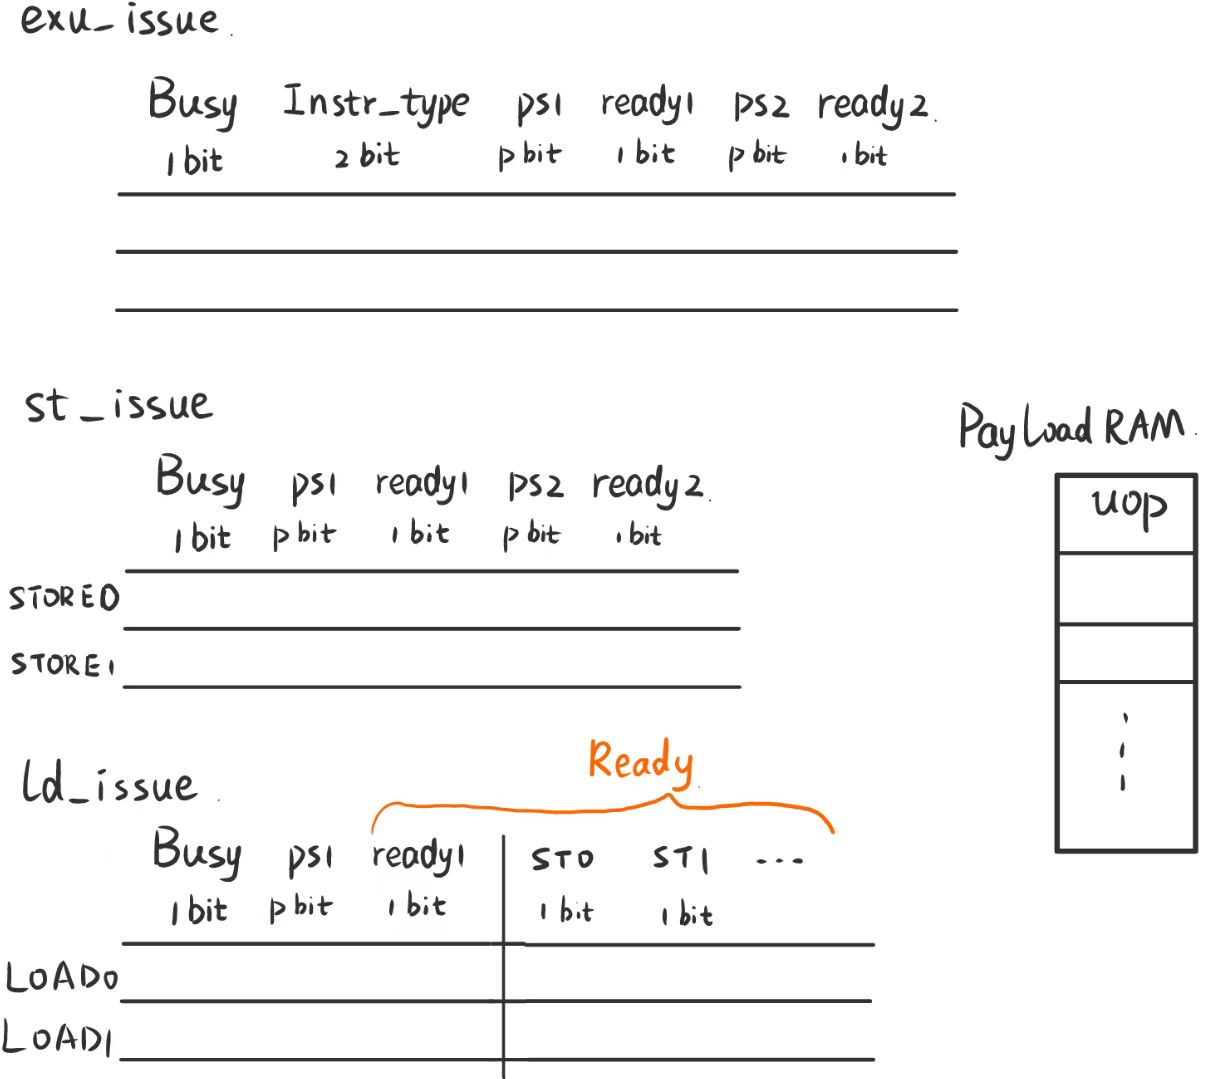 exu_issue.
Busy Instr_type ps1 ready1 ps2 ready2.
1 bit 2 bit p bit 1 bit p bit 1 bit
st_issue
Busy ps1 ready1 ps2 ready2.
1 bit p bit 1 bit p bit 1 bit
STORE0
STORE1
PayLoad RAM.
uop
Ld_issue.
Ready
Busy ps1 ready1 ST0 ST1 ...
1 bit p bit 1 bit 1 bit 1 bit
LOAD0
LOAD1